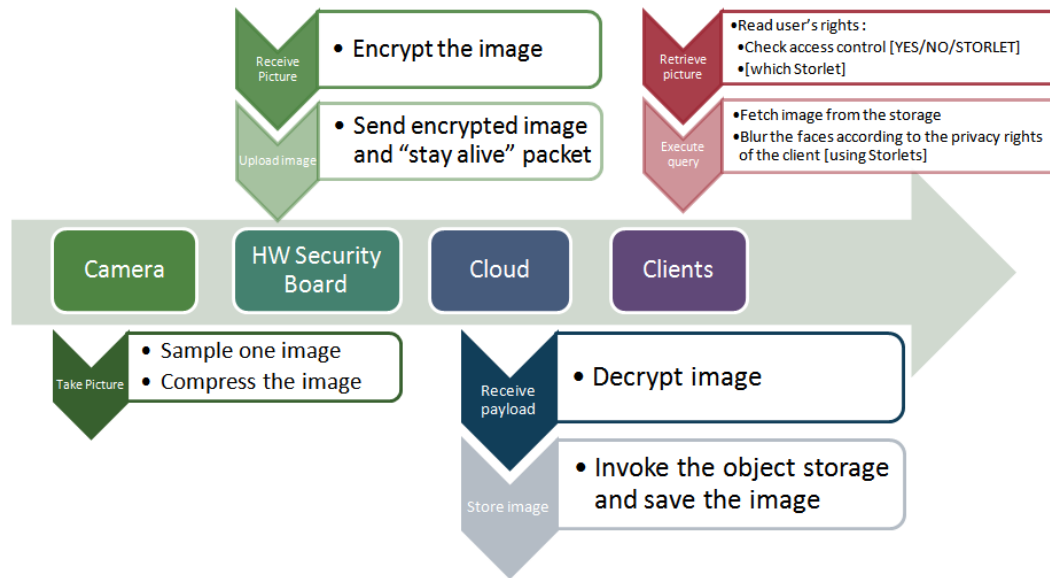 Receive
Picture
• Encrypt the image
Upload image
• Send encrypted image
and “stay alive” packet
Retrieve
picture
•Read user’s rights :
•Check access control [YES/NO/STORLET]
•[which Storlet]
Execute
query
•Fetch image from the storage
•Blur the faces according to the privacy rights
of the client [using Storlets]
Camera
HW Security
Board
Cloud
Clients
Take Picture
• Sample one image
• Compress the image
Receive
payload
• Decrypt image
Store image
• Invoke the object storage
and save the image